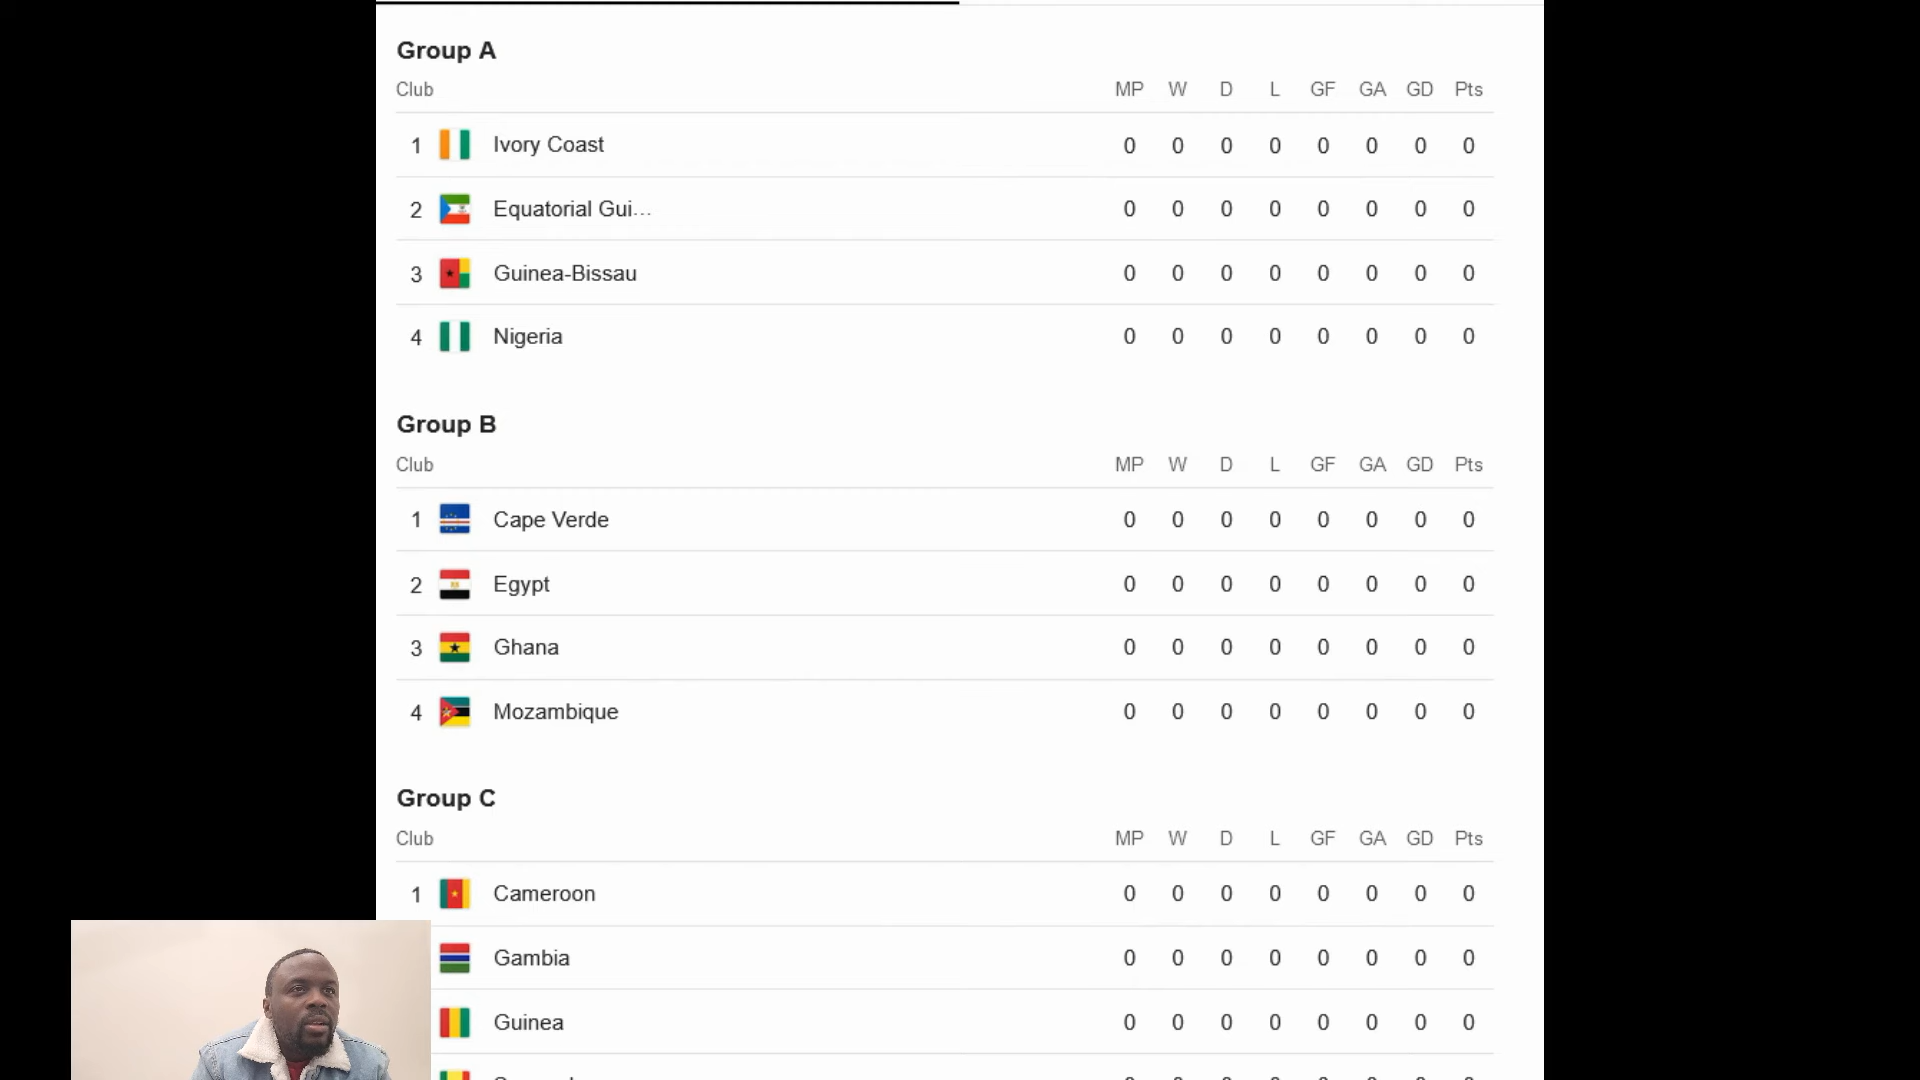 Group A
Club MP W D L GF GA GD Pts
1 Ivory Coast 0 0 0 0 0 0 0 0
2 Equatorial Gui... 0 0 0 0 0 0 0 0
3 Guinea-Bissau 0 0 0 0 0 0 0 0
4 Nigeria 0 0 0 0 0 0 0 0
Group B
Club MP W D L GF GA GD Pts
1 Cape Verde 0 0 0 0 0 0 0 0
2 Egypt 0 0 0 0 0 0 0 0
3 Ghana 0 0 0 0 0 0 0 0
4 Mozambique 0 0 0 0 0 0 0 0
Group C
Club MP W D L GF GA GD Pts
1 Cameroon 0 0 0 0 0 0 0 0
Gambia 0 0 0 0 0 0 0 0
Guinea 0 0 0 0 0 0 0 0